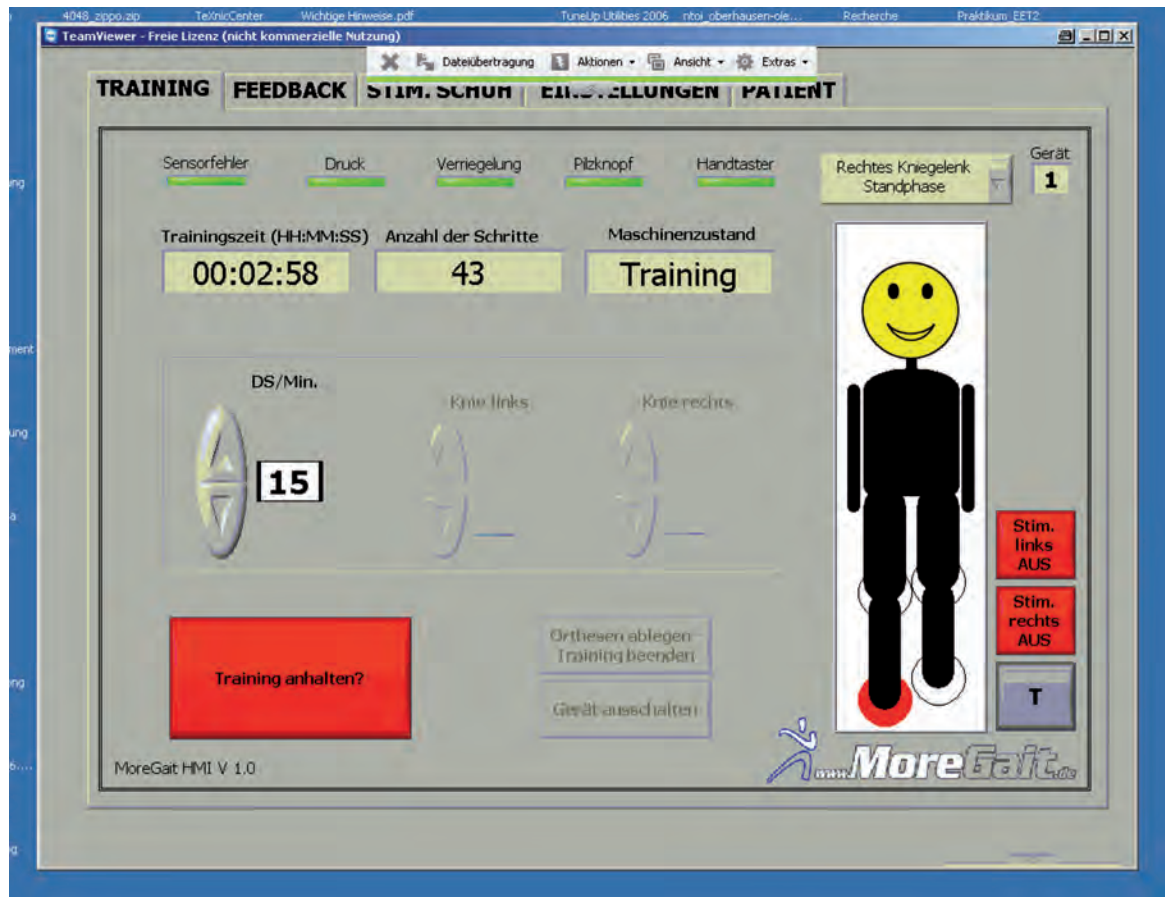 4048_zippo.zip TeXnicCenter Wichtige Hinweise.pdf TuneUp Utilities 2006 ntoi_oberhausen-ole... Recherche Praktikum_EET2
TeamViewer - Freie Lizenz (nicht kommerzielle Nutzung)
Dateiübertragung Aktionen Ansicht Extras
TRAINING FEEDBACK STIM. SCHUH EINSTELLUNGEN PATIENT
Sensorfehler Druck Verriegelung Pilzknopf Handtaster
Rechtes Kniegelenk
Standphase
Gerät
1
Trainingszeit (HH:MM:SS) Anzahl der Schritte Maschinenzustand
00:02:58 43 Training
DS/Min.
Knie links Knie rechts
15
Stim.
links
AUS
Stim.
rechts
AUS
T
Training anhalten?
Orthesen ablegen
Training beenden
Gerät ausschalten
MoreGait HMI V 1.0
www.MoreGait.de